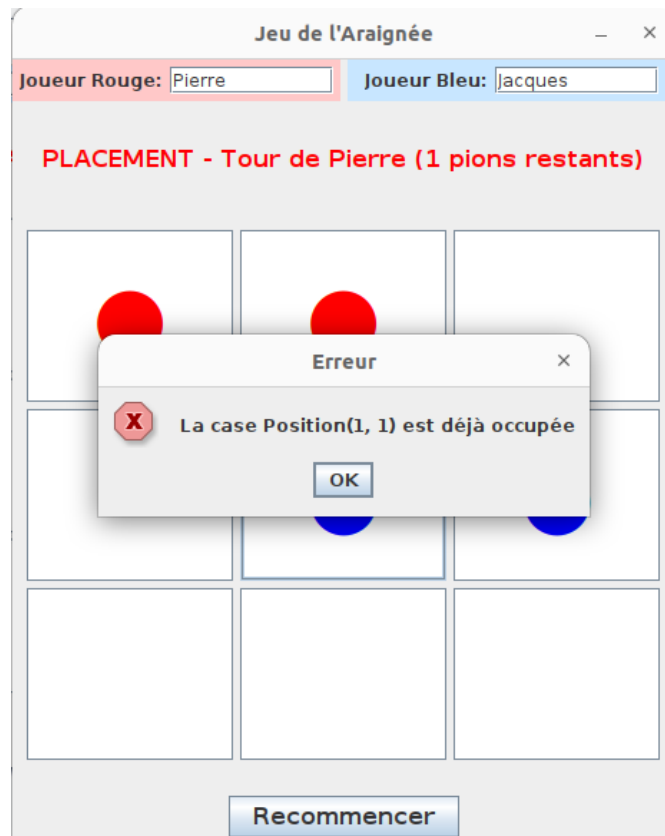 Jeu de l'Araignée
Joueur Rouge: Pierre Joueur Bleu: Jacques
PLACEMENT - Tour de Pierre (1 pions restants)
Erreur
La case Position(1, 1) est déjà occupée
OK
Recommencer